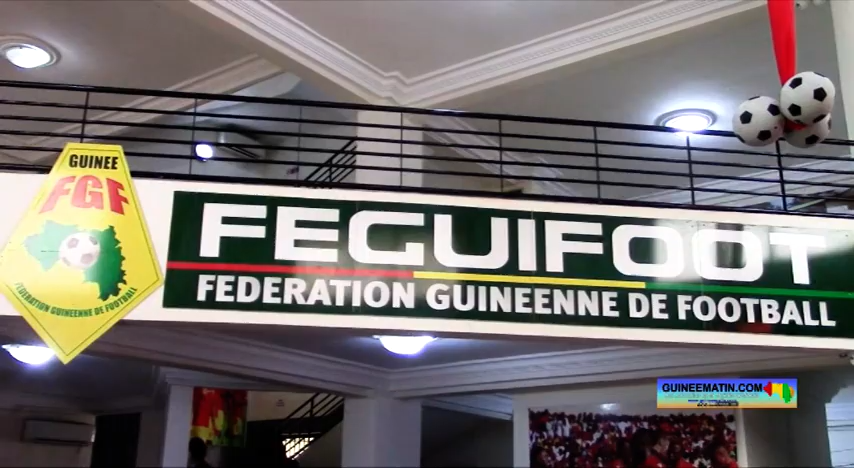 GUINEE
FGF
FEDERATION GUINEENNE DE FOOTBALL
FEGUIFOOT
FEDERATION GUINEENNE DE FOOTBALL
GUINEEMATIN.COM